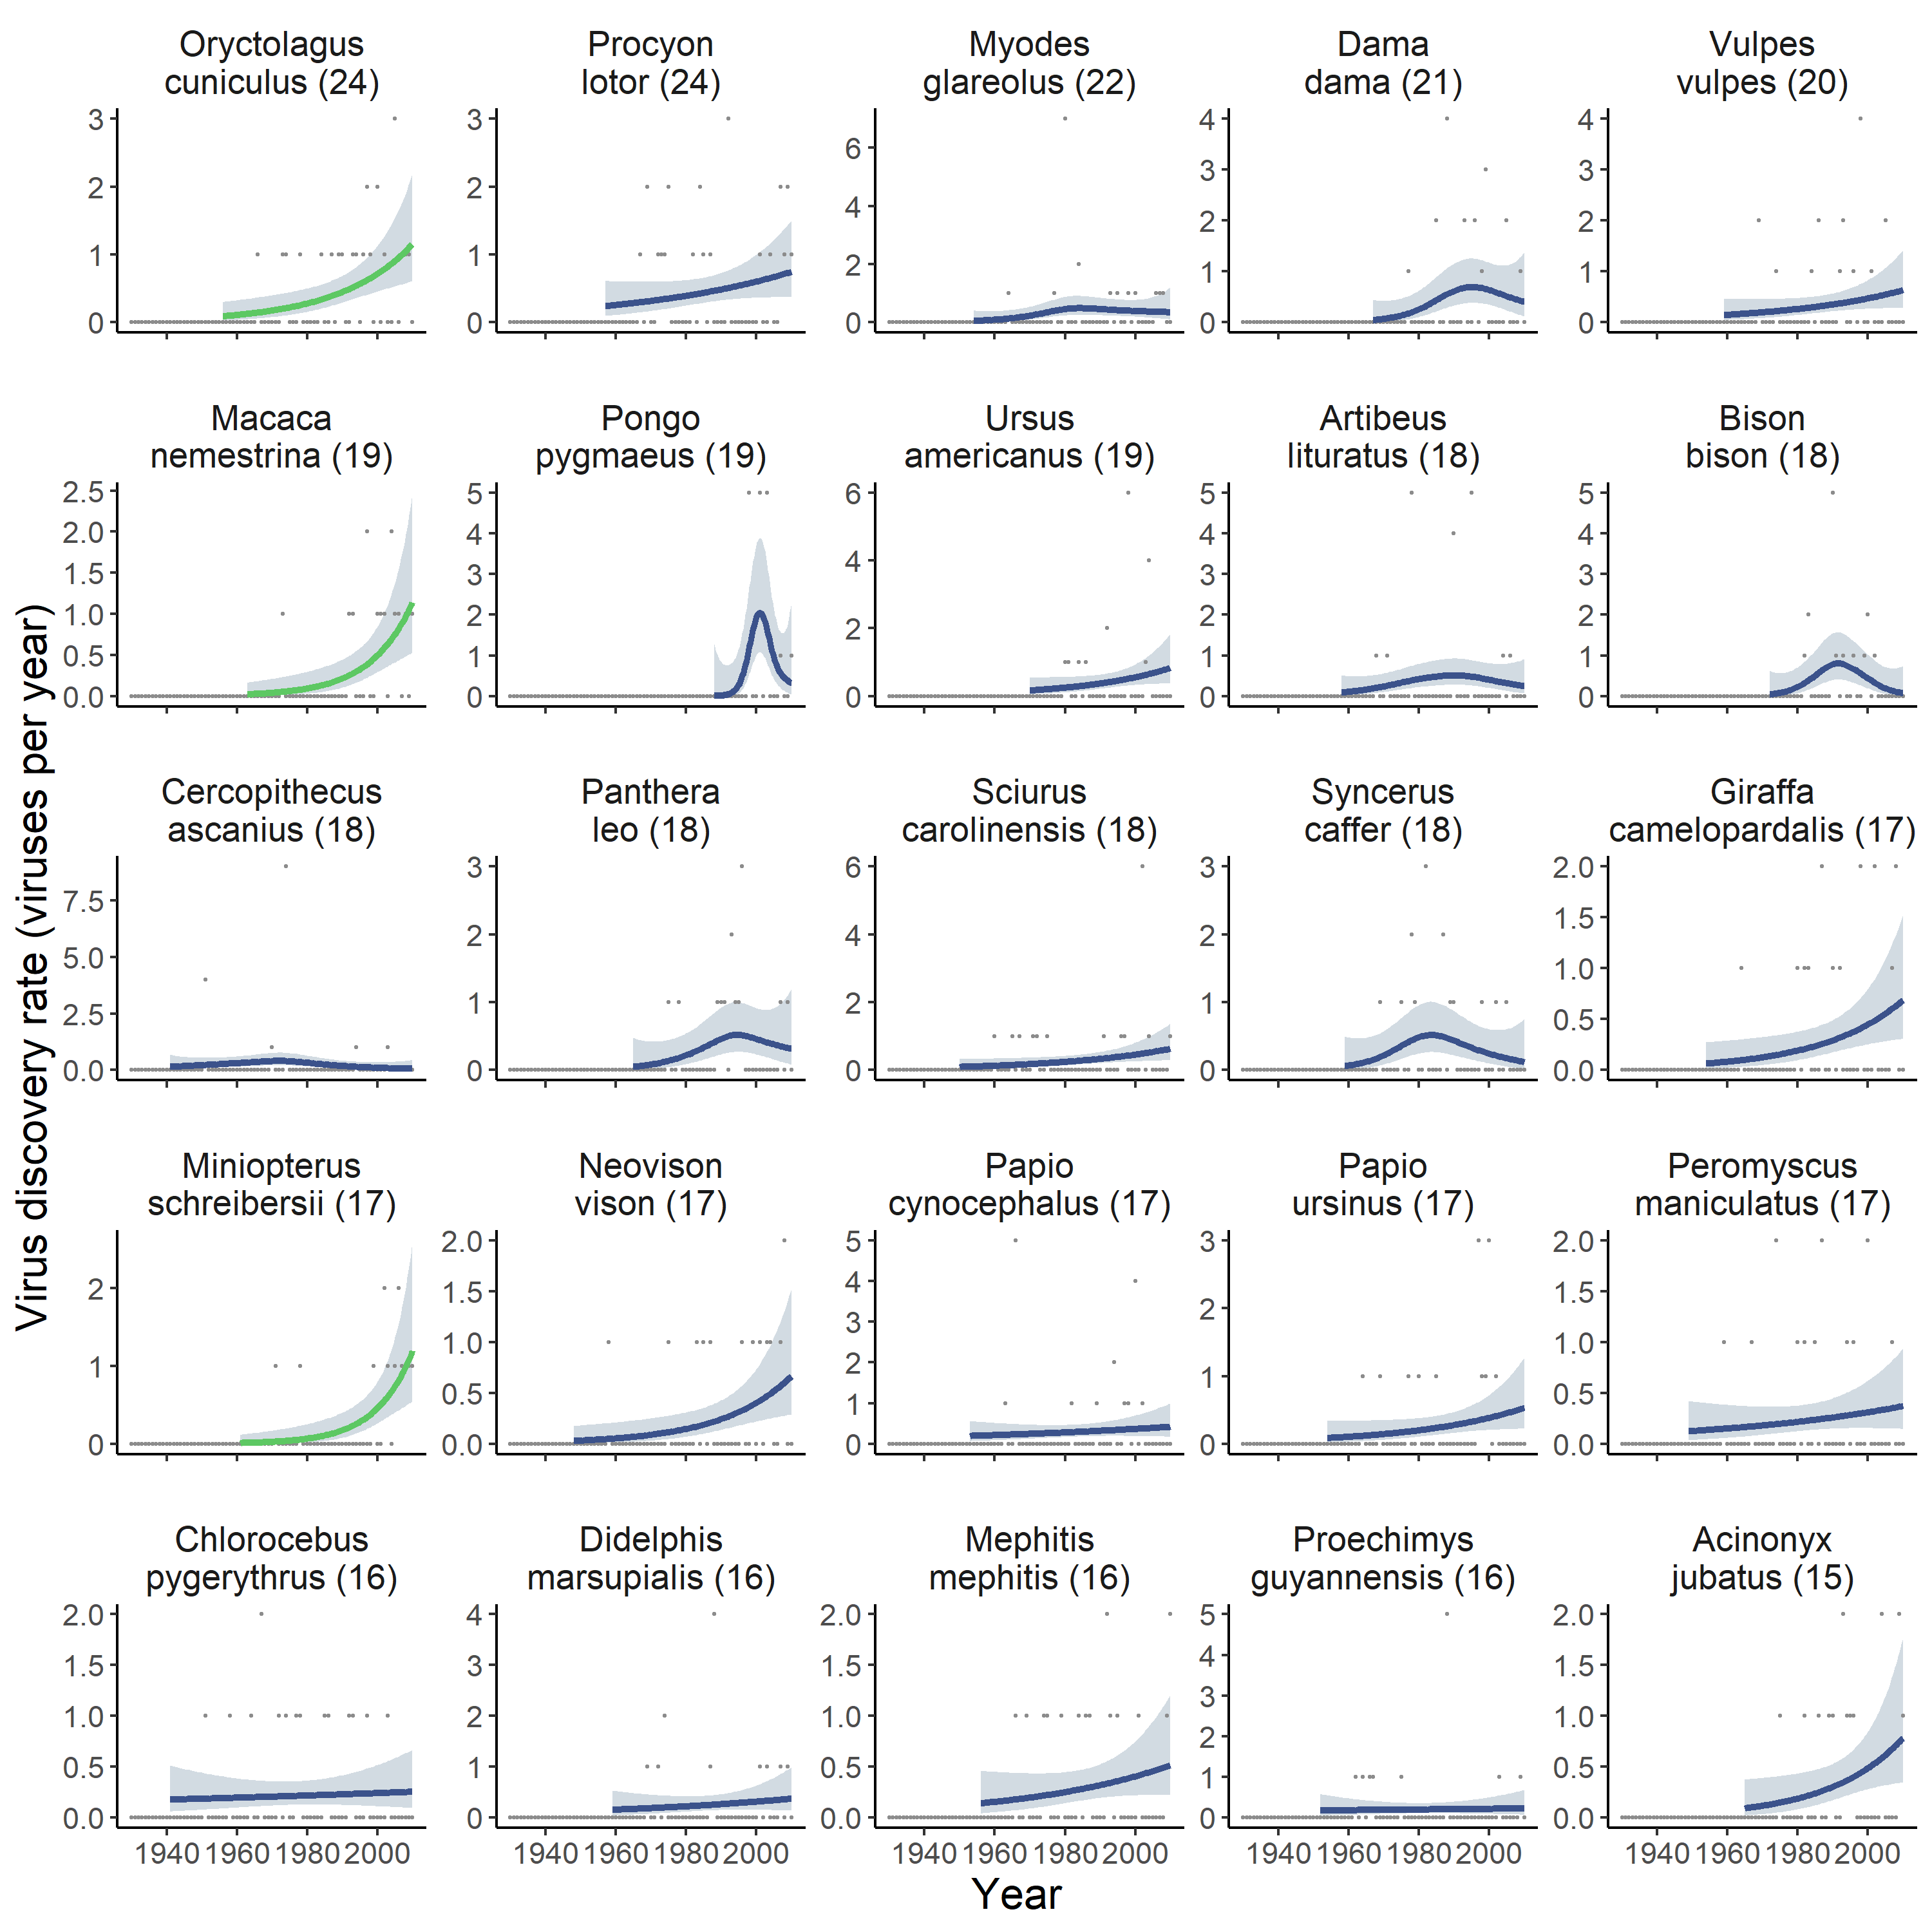 Oryctolagus
cuniculus (24)
Procyon
lotor (24)
Myodes
glareolus (22)
Dama
dama (21)
Vulpes
vulpes (20)
3
2
1
0
3
2
1
0
6
4
2
0
4
3
2
1
0
4
3
2
1
0
Macaca
nemestrina (19)
Pongo
pygmaeus (19)
Ursus
americanus (19)
Artibeus
lituratus (18)
Bison
bison (18)
2.5
2.0
1.5
1.0
0.5
0.0
5
4
3
2
1
0
6
4
2
0
5
4
3
2
1
0
5
4
3
2
1
0
Cercopithecus
ascanius (18)
Panthera
leo (18)
Sciurus
carolinensis (18)
Syncerus
caffer (18)
Giraffa
camelopardalis (17)
7.5
5.0
2.5
0.0
3
2
1
0
6
4
2
0
3
2
1
0
2.0
1.5
1.0
0.5
0.0
Miniopterus
schreibersii (17)
Neovison
vison (17)
Papio
cynocephalus (17)
Papio
ursinus (17)
Peromyscus
maniculatus (17)
2
1
0
2.0
1.5
1.0
0.5
0.0
5
4
3
2
1
0
3
2
1
0
2.0
1.5
1.0
0.5
0.0
Chlorocebus
pygerythrus (16)
Didelphis
marsupialis (16)
Mephitis
mephitis (16)
Proechimys
guyannensis (16)
Acinonyx
jubatus (15)
2.0
1.5
1.0
0.5
0.0
4
3
2
1
0
2.0
1.5
1.0
0.5
0.0
5
4
3
2
1
0
2.0
1.5
1.0
0.5
0.0
1940 1960 1980 2000
1940 1960 1980 2000
1940 1960 1980 2000
1940 1960 1980 2000
1940 1960 1980 2000
Year
Virus discovery rate (viruses per year)